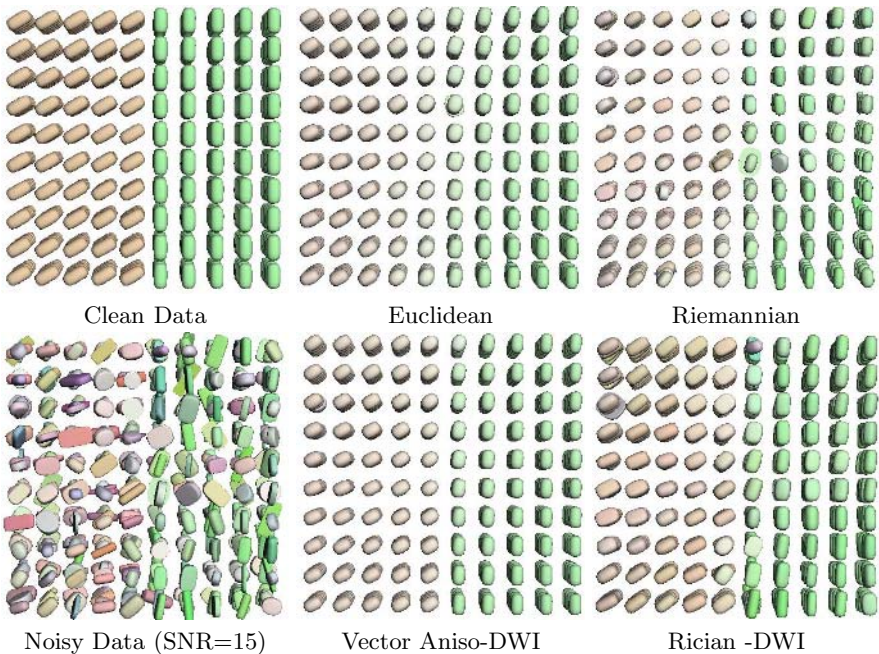 Clean Data
Euclidean
Riemannian
Noisy Data (SNR=15)
Vector Aniso-DWI
Rician -DWI